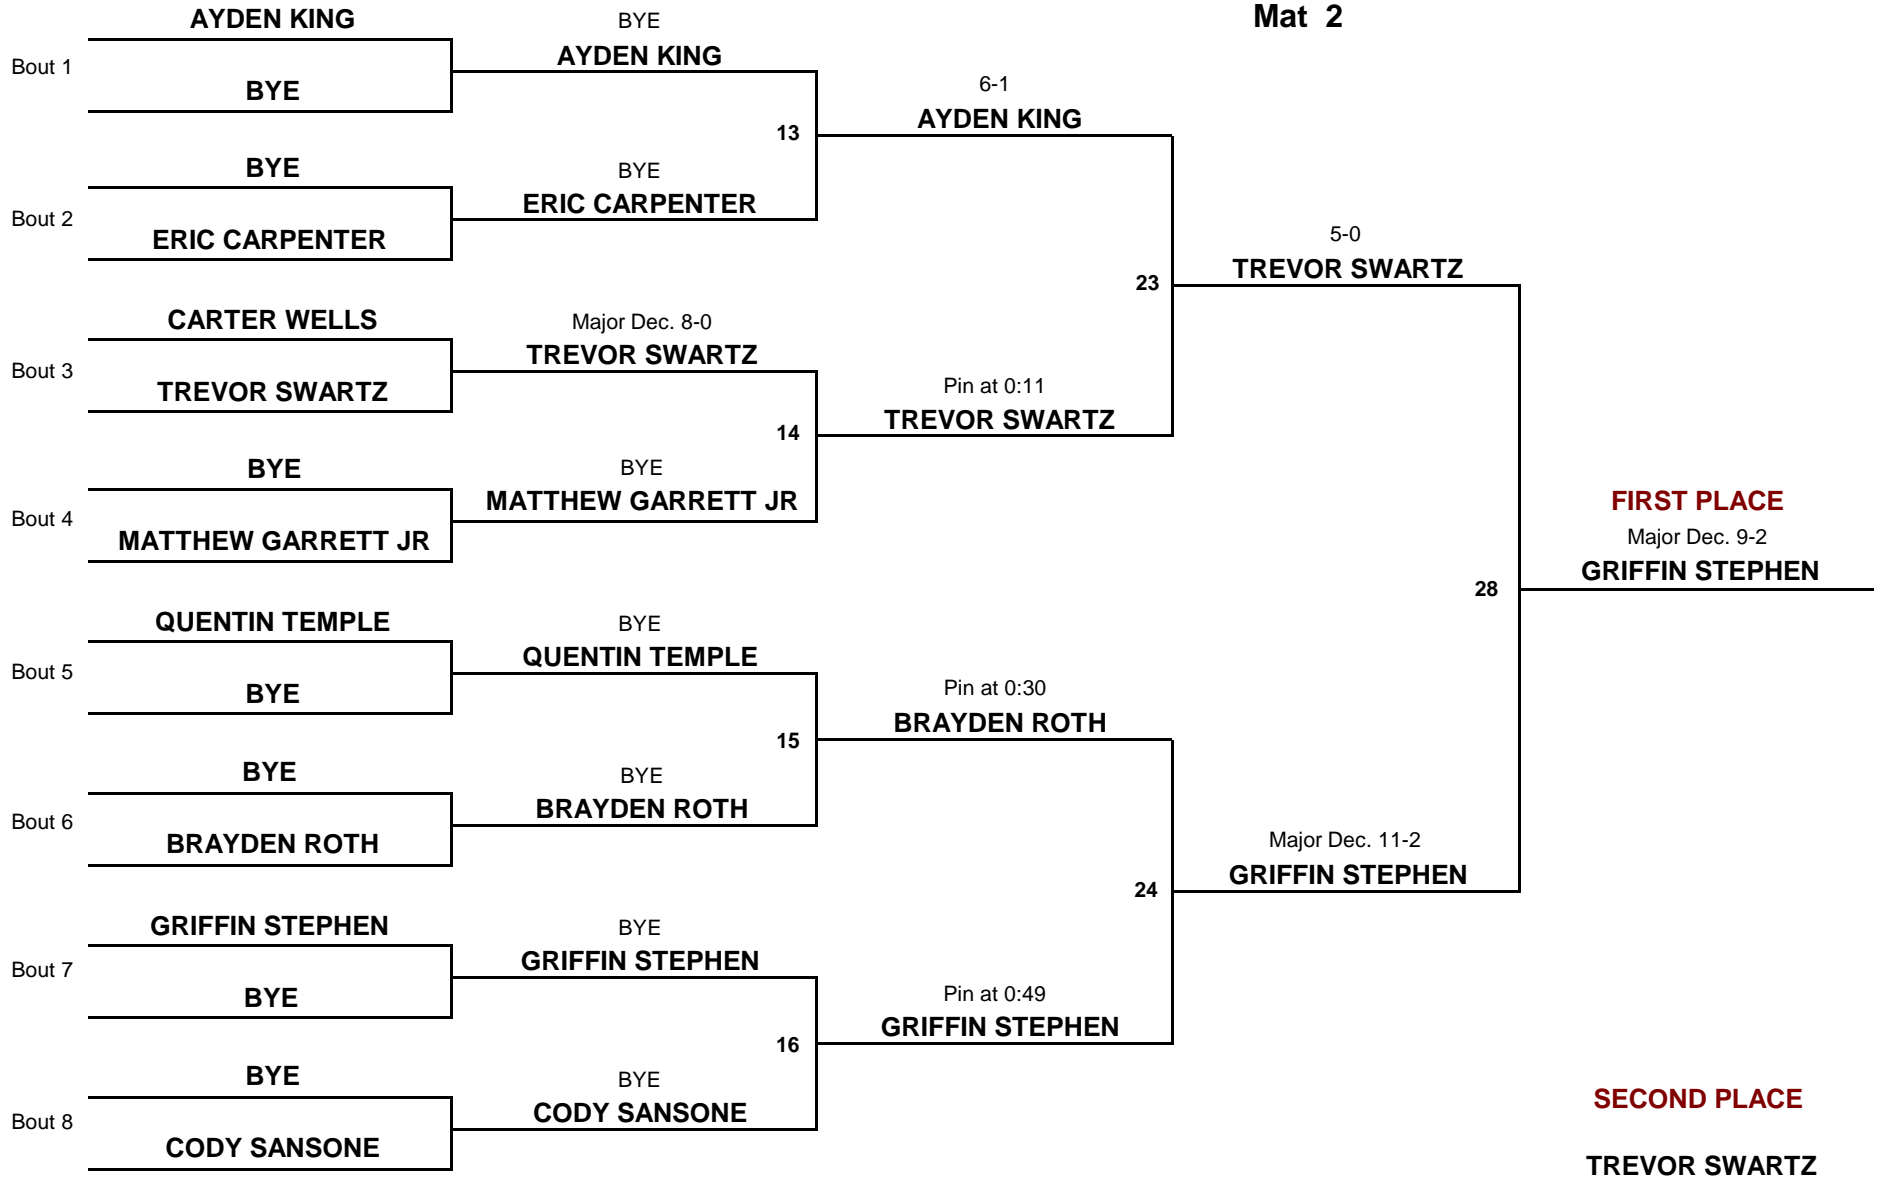 Mat 2
AYDEN KING
Bout 1
BYE
BYE
Bout 2
ERIC CARPENTER
CARTER WELLS
Bout 3
TREVOR SWARTZ
BYE
Bout 4
MATTHEW GARRETT JR
QUENTIN TEMPLE
Bout 5
BYE
BYE
Bout 6
BRAYDEN ROTH
GRIFFIN STEPHEN
Bout 7
BYE
BYE
Bout 8
CODY SANSONE
BYE
AYDEN KING
13
BYE
ERIC CARPENTER
Major Dec. 8-0
TREVOR SWARTZ
14
BYE
MATTHEW GARRETT JR
BYE
QUENTIN TEMPLE
15
BYE
BRAYDEN ROTH
BYE
GRIFFIN STEPHEN
16
BYE
CODY SANSONE
6-1
AYDEN KING
23
Pin at 0:11
TREVOR SWARTZ
Pin at 0:30
BRAYDEN ROTH
24
Pin at 0:49
GRIFFIN STEPHEN
5-0
TREVOR SWARTZ
28
Major Dec. 11-2
GRIFFIN STEPHEN
FIRST PLACE
Major Dec. 9-2
GRIFFIN STEPHEN
SECOND PLACE
TREVOR SWARTZ